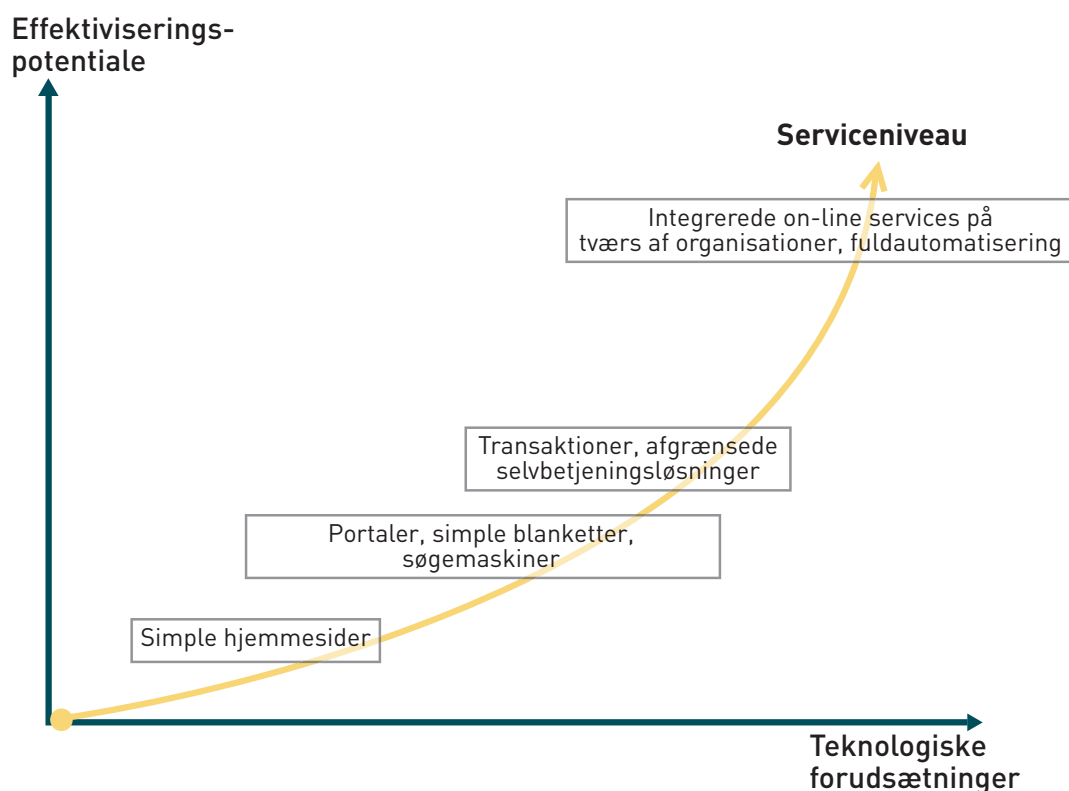 Effektiviserings-
potentiale
Serviceniveau
Integrerede on-line services på
tværs af organisationer, fuldautomatisering
Transaktioner, afgrænsede
selvbetjeningsløsninger
Portaler, simple blanketter,
søgemaskiner
Simple hjemmesider
Teknologiske
forudsætninger